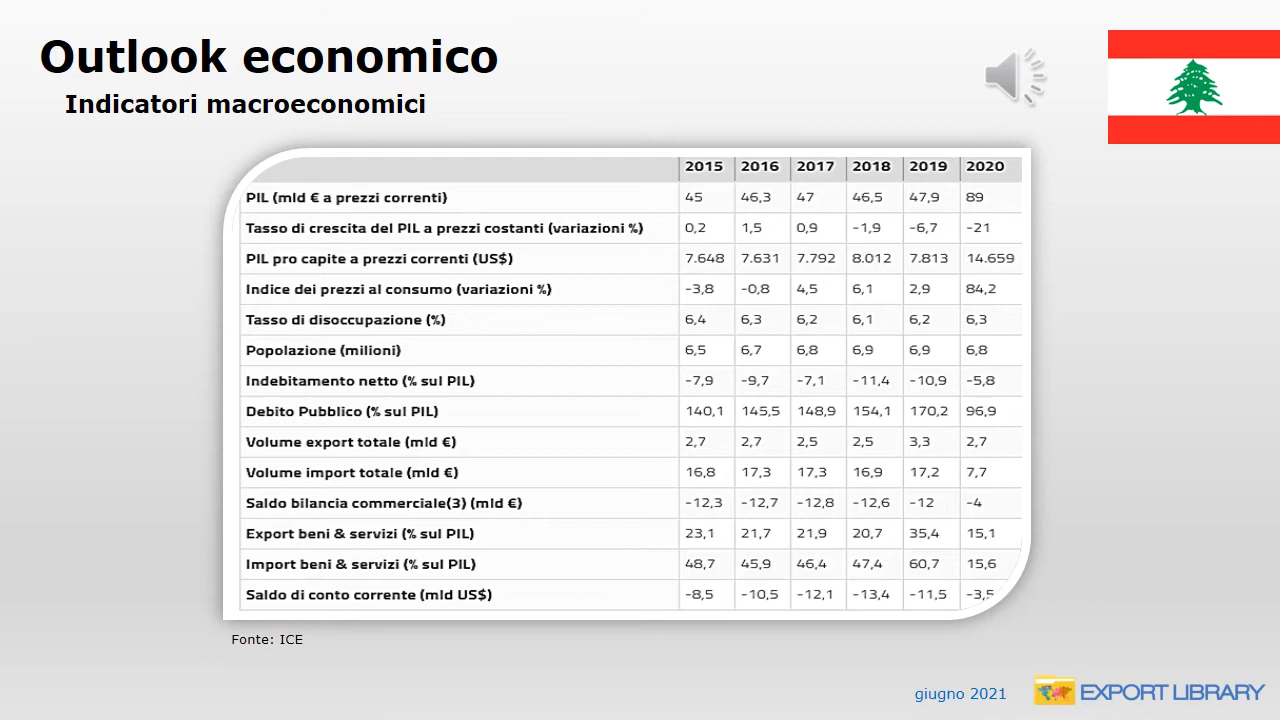 Outlook economico
Indicatori macroeconomici
2015 2016 2017 2018 2019 2020
PIL (mld € a prezzi correnti) 45 46,3 47 46,5 47,9 89
Tasso di crescita del PIL a prezzi costanti (variazioni %) 0,2 1,5 0,9 -1,9 -6,7 -21
PIL pro capite a prezzi correnti (US$) 7.648 7.631 7.792 8.012 7.813 14.659
Indice dei prezzi al consumo (variazioni %) -3,8 -0,8 4,5 6,1 2,9 84,2
Tasso di disoccupazione (%) 6,4 6,3 6,2 6,1 6,2 6,3
Popolazione (milioni) 6,5 6,7 6,8 6,9 6,9 6,8
Indebitamento netto (% sul PIL) -7,9 -9,7 -7,1 -11,4 -10,9 -5,8
Debito Pubblico (% sul PIL) 140,1 145,5 148,9 154,1 170,2 96,9
Volume export totale (mld €) 2,7 2,7 2,5 2,5 3,3 2,7
Volume import totale (mld €) 16,8 17,3 17,3 16,9 17,2 7,7
Saldo bilancia commerciale(3) (mld €) -12,3 -12,7 -12,8 -12,6 -12 -4
Export beni & servizi (% sul PIL) 23,1 21,7 21,9 20,7 35,4 15,1
Import beni & servizi (% sul PIL) 48,7 45,9 46,4 47,4 60,7 15,6
Saldo di conto corrente (mld US$) -8,5 -10,5 -12,1 -13,4 -11,5 -3,5
Fonte: ICE
giugno 2021
EXPORT LIBRARY